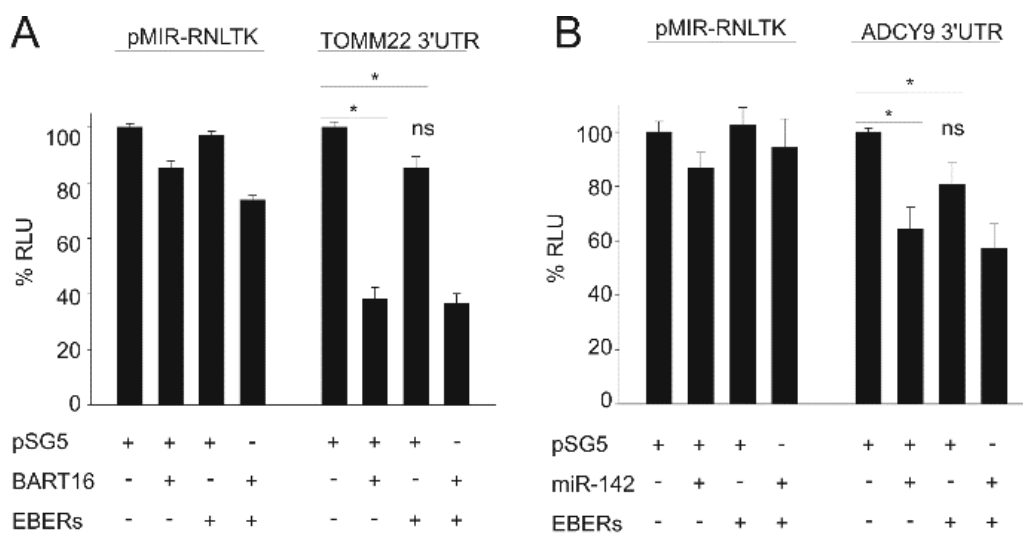 A
pMIR-RNLTK
TOMM22 3'UTR
*
*
ns
% RLU
100
80
60
40
20
0
pSG5 + + + - + + + -
BART16 - + - + - + - +
EBERs - - + + - - + +
B
pMIR-RNLTK
ADCY9 3'UTR
*
*
ns
% RLU
100
80
60
40
20
0
pSG5 + + + - + + + -
miR-142 - + - + - + - +
EBERs - - + + - - + +